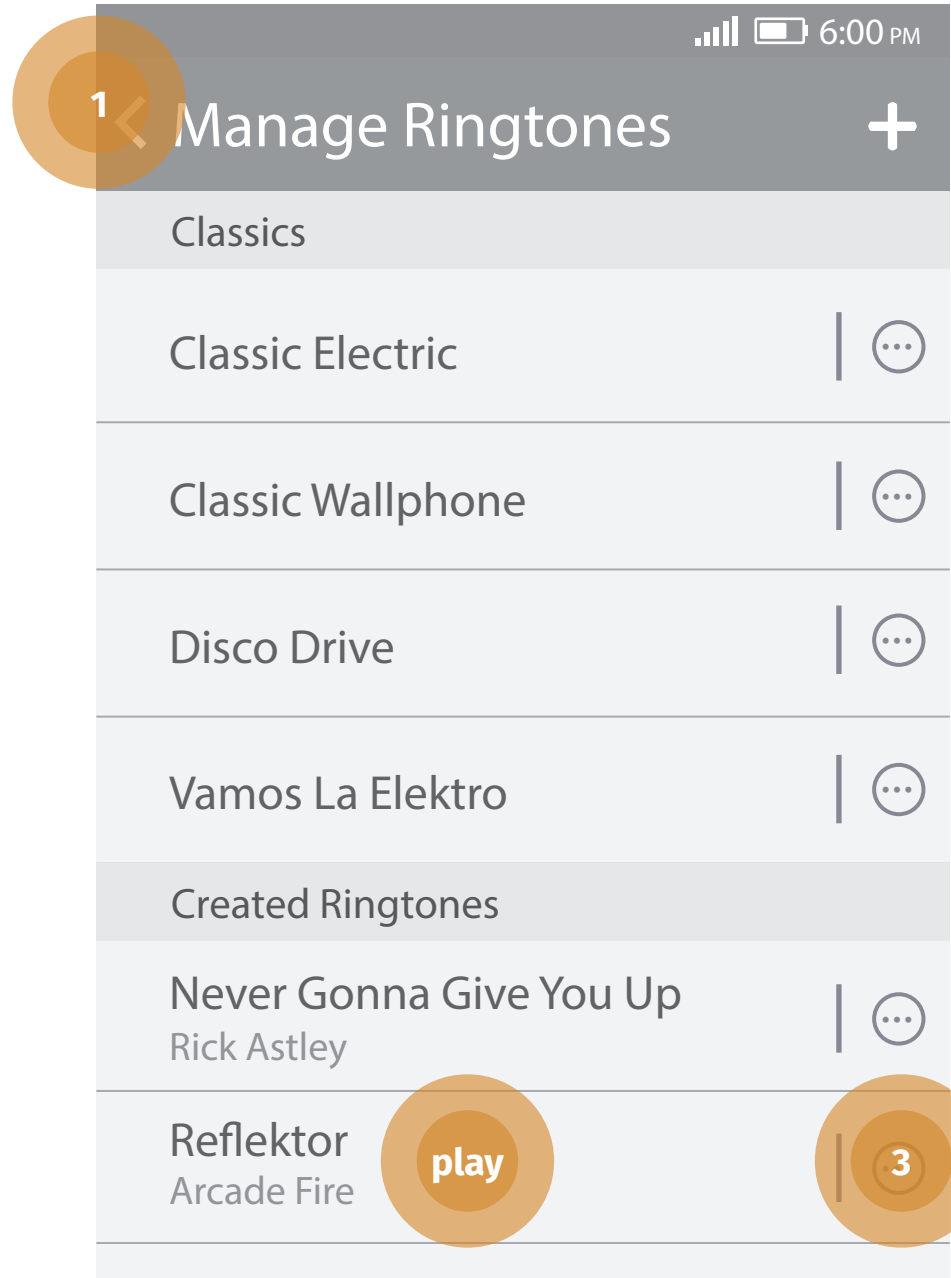 6:00 PM
1
Manage Ringtones
Classics
Classic Electric
Classic Wallphone
Disco Drive
Vamos La Elektro
Created Ringtones
Never Gonna Give You Up
Rick Astley
Reflektor
play
3
Arcade Fire